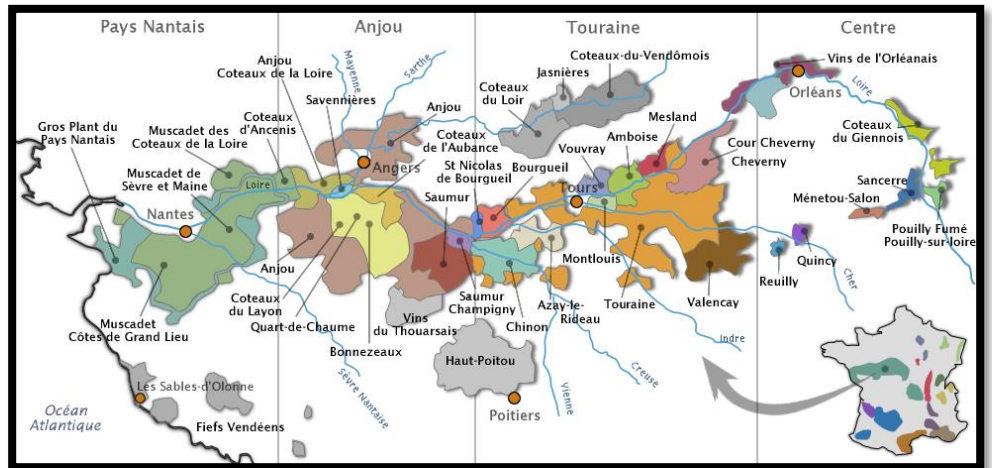 Pays Nantais
Anjou
Touraine
Centre
Gros Plant du
Pays Nantais
Muscadet de
Sèvre et Maine
Muscadet des
Coteaux de la Loire
Coteaux
d'Ancenis
Anjou
Coteaux de la Loire
Savennières
Mayenne
Sarthe
Anjou
Coteaux
de l'Aubance
St Nicolas
de Bourgueil
Bourgueil
Saumur
Angers
Nantes
Loire
Muscadet
Côtes de Grand Lieu
Anjou
Coteaux
du Layon
Quart-de-Chaume
Bonnezeaux
Vins
du Thouarsais
Saumur
Champigny
Chinon
Haut-Poitou
Poitiers
Sèvre Nantaise
Les Sables-d'Olonne
Fiefs Vendéens
Océan
Atlantique
Coteaux
du Loir
Jasnières
Coteaux-du-Vendômois
Vouvray
Amboise
Mesland
Tours
Montlouis
Azay-le-
Rideau
Touraine
Valencay
Cour Cheverny
Cheverny
Vienne
Creuse
Indre
Cher
Vins de l'Orléanais
Orléans
Loire
Coteaux
du Giennois
Sancerre
Ménetou-Salon
Pouilly Fumé
Pouilly-sur-loire
Quincy
Reuilly